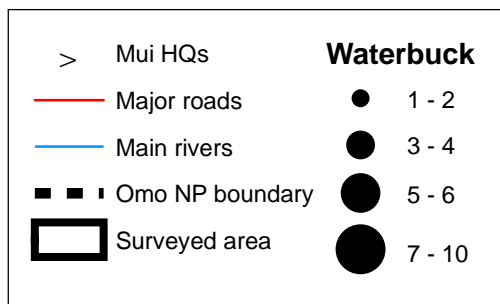 > Mui HQs
Major roads
Main rivers
Omo NP boundary
Surveyed area
Waterbuck
1 - 2
3 - 4
5 - 6
7 - 10